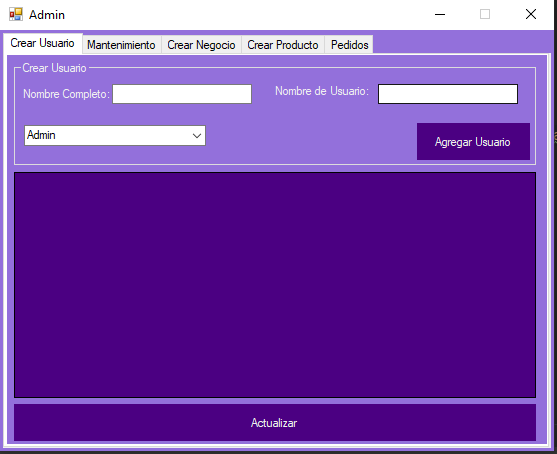 Admin
Crear Usuario
Mantenimiento
Crear Negocio
Crear Producto
Pedidos
Crear Usuario
Nombre Completo:
Nombre de Usuario:
Admin
Agregar Usuario
Actualizar